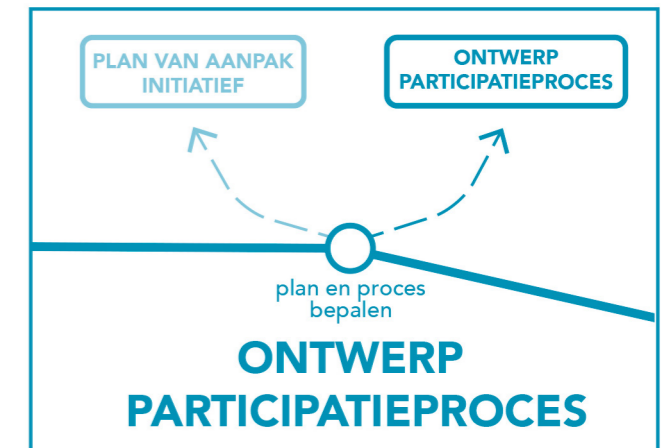 PLAN VAN AANPAK
INITIATIEF
ONTWERP
PARTICIPATIEPROCES
plan en proces
bepalen
ONTWERP
PARTICIPATIEPROCES